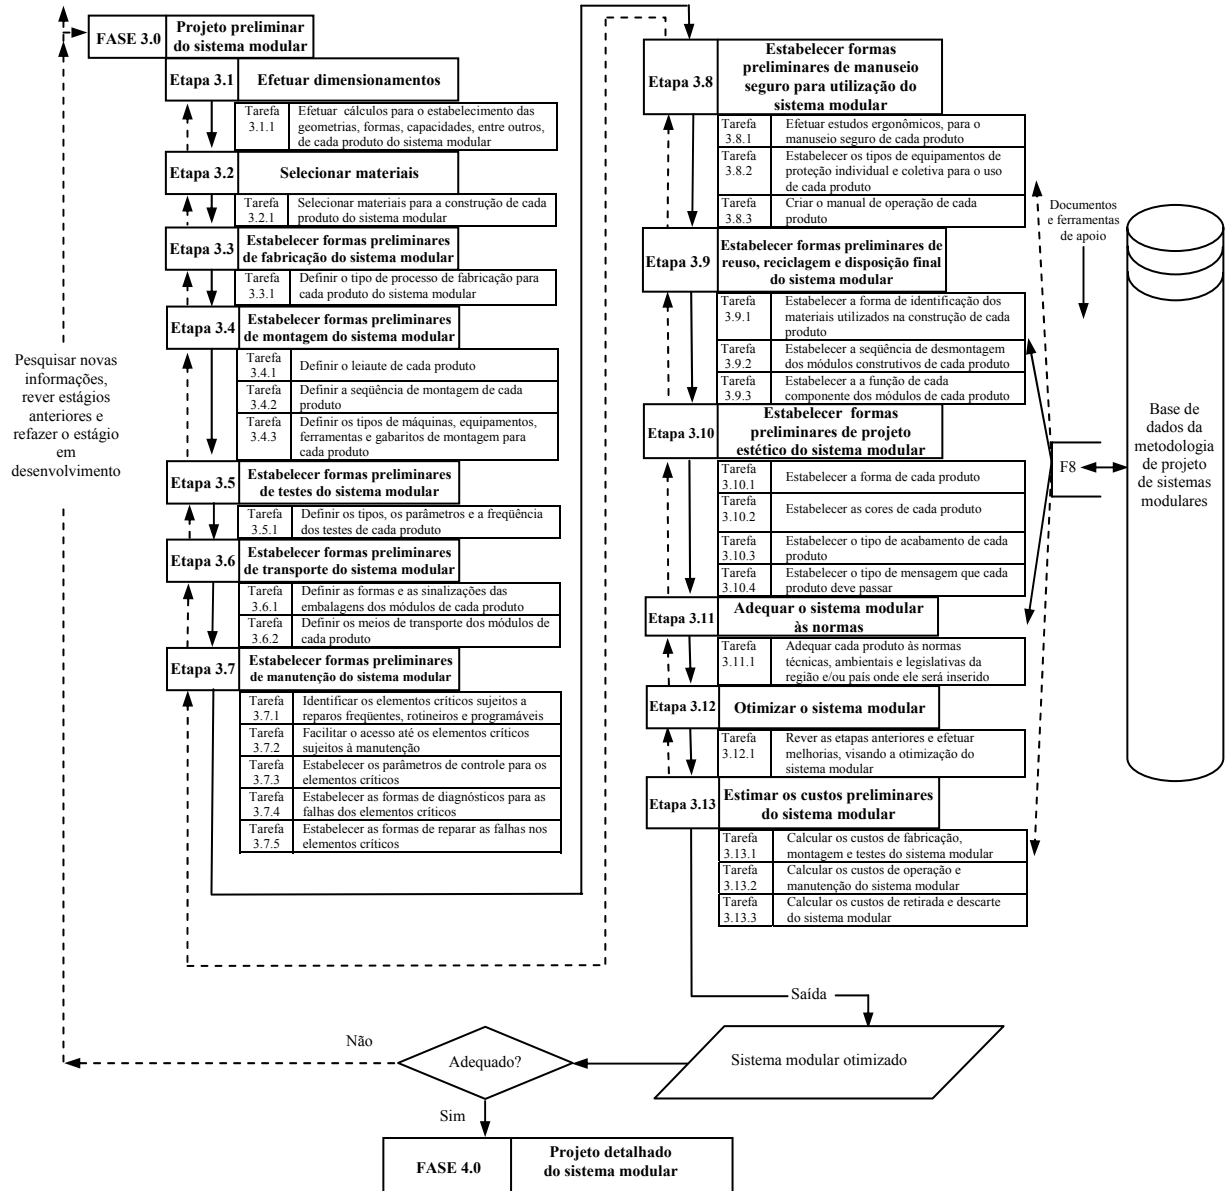 FASE 3.0
Projeto preliminar
do sistema modular
Etapa 3.1
Efetuar dimensionamentos
Tarefa
3.1.1
Efetuar cálculos para o estabelecimento das
geometrias, formas, capacidades, entre outros,
de cada produto do sistema modular
Etapa 3.2
Selecionar materiais
Tarefa
3.2.1
Selecionar materiais para a construção de cada
produto do sistema modular
Etapa 3.3
Estabelecer formas preliminares
de fabricação do sistema modular
Tarefa
3.3.1
Definir o tipo de processo de fabricação para
cada produto do sistema modular
Etapa 3.4
Estabelecer formas preliminares
de montagem do sistema modular
Tarefa
3.4.1
Definir o leiaute de cada produto
Tarefa
3.4.2
Definir a seqüência de montagem de cada
produto
Tarefa
3.4.3
Definir os tipos de máquinas, equipamentos,
ferramentas e gabaritos de montagem para
cada produto
Etapa 3.5
Estabelecer formas preliminares
de testes do sistema modular
Tarefa
3.5.1
Definir os tipos, os parâmetros e a freqüência
dos testes de cada produto
Etapa 3.6
Estabelecer formas preliminares
de transporte do sistema modular
Tarefa
3.6.1
Definir as formas e as sinalizações das
embalagens dos módulos de cada produto
Tarefa
3.6.2
Definir os meios de transporte dos módulos de
cada produto
Etapa 3.7
Estabelecer formas preliminares
de manutenção do sistema modular
Tarefa
3.7.1
Identificar os elementos críticos sujeitos a
reparos freqüentes, rotineiros e programáveis
Tarefa
3.7.2
Facilitar o acesso até os elementos críticos
sujeitos à manutenção
Tarefa
3.7.3
Estabelecer os parâmetros de controle para os
elementos críticos
Tarefa
3.7.4
Estabelecer as formas de diagnósticos para as
falhas dos elementos críticos
Tarefa
3.7.5
Estabelecer as formas de reparar as falhas nos
elementos críticos
Pesquisar novas
informações,
rever estágios
anteriores e
refazer o estágio
em
desenvolvimento
Etapa 3.8
Estabelecer formas
preliminares de manuseio
seguro para utilização do
sistema modular
Tarefa
3.8.1
Efetuar estudos ergonômicos, para o
manuseio seguro de cada produto
Tarefa
3.8.2
Estabelecer os tipos de equipamentos de
proteção individual e coletiva para o uso
de cada produto
Tarefa
3.8.3
Criar o manual de operação de cada
produto
Etapa 3.9
Estabelecer formas preliminares de
reuso, reciclagem e disposição final
do sistema modular
Tarefa
3.9.1
Estabelecer a forma de identificação dos
materiais utilizados na construção de cada
produto
Tarefa
3.9.2
Estabelecer a seqüência de desmontagem
dos módulos construtivos de cada produto
Tarefa
3.9.3
Estabelecer a a função de cada
componente dos módulos de cada produto
Etapa 3.10
Estabelecer formas
preliminares de projeto
estético do sistema modular
Tarefa
3.10.1
Estabelecer a forma de cada produto
Tarefa
3.10.2
Estabelecer as cores de cada produto
Tarefa
3.10.3
Estabelecer o tipo de acabamento de cada
produto
Tarefa
3.10.4
Estabelecer o tipo de mensagem que cada
produto deve passar
Etapa 3.11
Adequar o sistema modular
às normas
Tarefa
3.11.1
Adequar cada produto às normas
técnicas, ambientais e legislativas da
região e/ou país onde ele será inserido
Etapa 3.12
Otimizar o sistema modular
Tarefa
3.12.1
Rever as etapas anteriores e efetuar
melhorias, visando a otimização do
sistema modular
Etapa 3.13
Estimar os custos preliminares
do sistema modular
Tarefa
3.13.1
Calcular os custos de fabricação,
montagem e testes do sistema modular
Tarefa
3.13.2
Calcular os custos de operação e
manutenção do sistema modular
Tarefa
3.13.3
Calcular os custos de retirada e descarte
do sistema modular
Documentos
e ferramentas
de apoio
F8
Base de
dados da
metodologia
de projeto
de sistemas
modulares
Saída
Sistema modular otimizado
Adequado?
Não
Sim
FASE 4.0
Projeto detalhado
do sistema modular